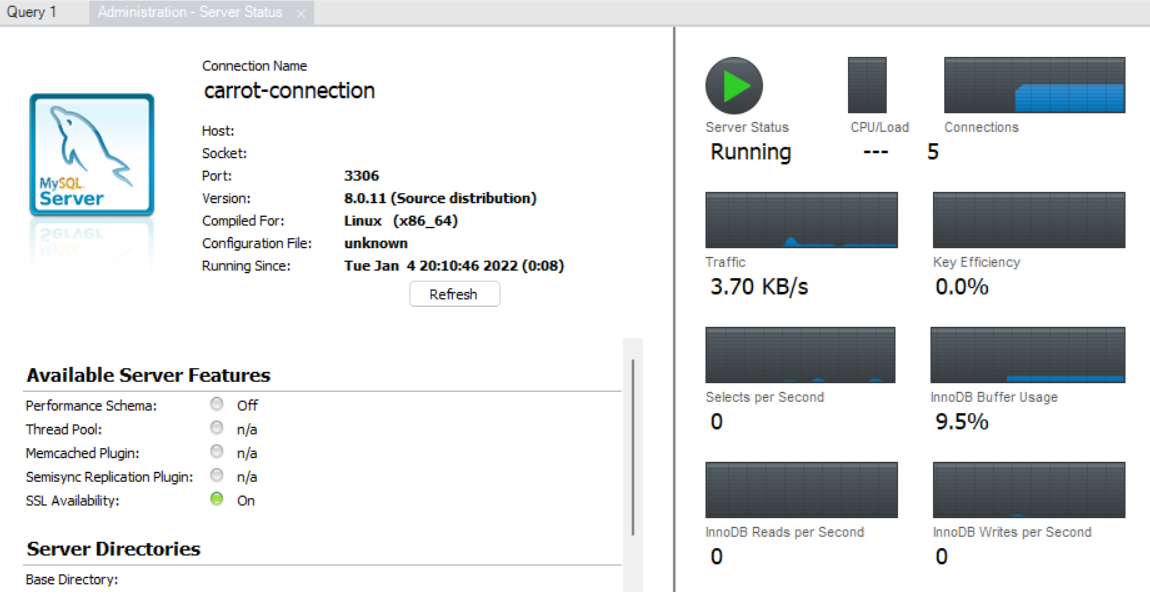 Query 1
Administration - Server Status ×
Connection Name
carrot-connection
MySQL
Server
Host:
Socket:
Port: 3306
Version: 8.0.11 (Source distribution)
Compiled For: Linux (x86_64)
Configuration File: unknown
Running Since: Tue Jan 4 20:10:46 2022 (0:08)
Refresh
Available Server Features
Performance Schema: Off
Thread Pool: n/a
Memcached Plugin: n/a
Semisync Replication Plugin: n/a
SSL Availability: On
Server Directories
Base Directory:
Server Status
Running
CPU/Load
---
Connections
5
Traffic
3.70 KB/s
Key Efficiency
0.0%
Selects per Second
0
InnoDB Buffer Usage
9.5%
InnoDB Reads per Second
0
InnoDB Writes per Second
0